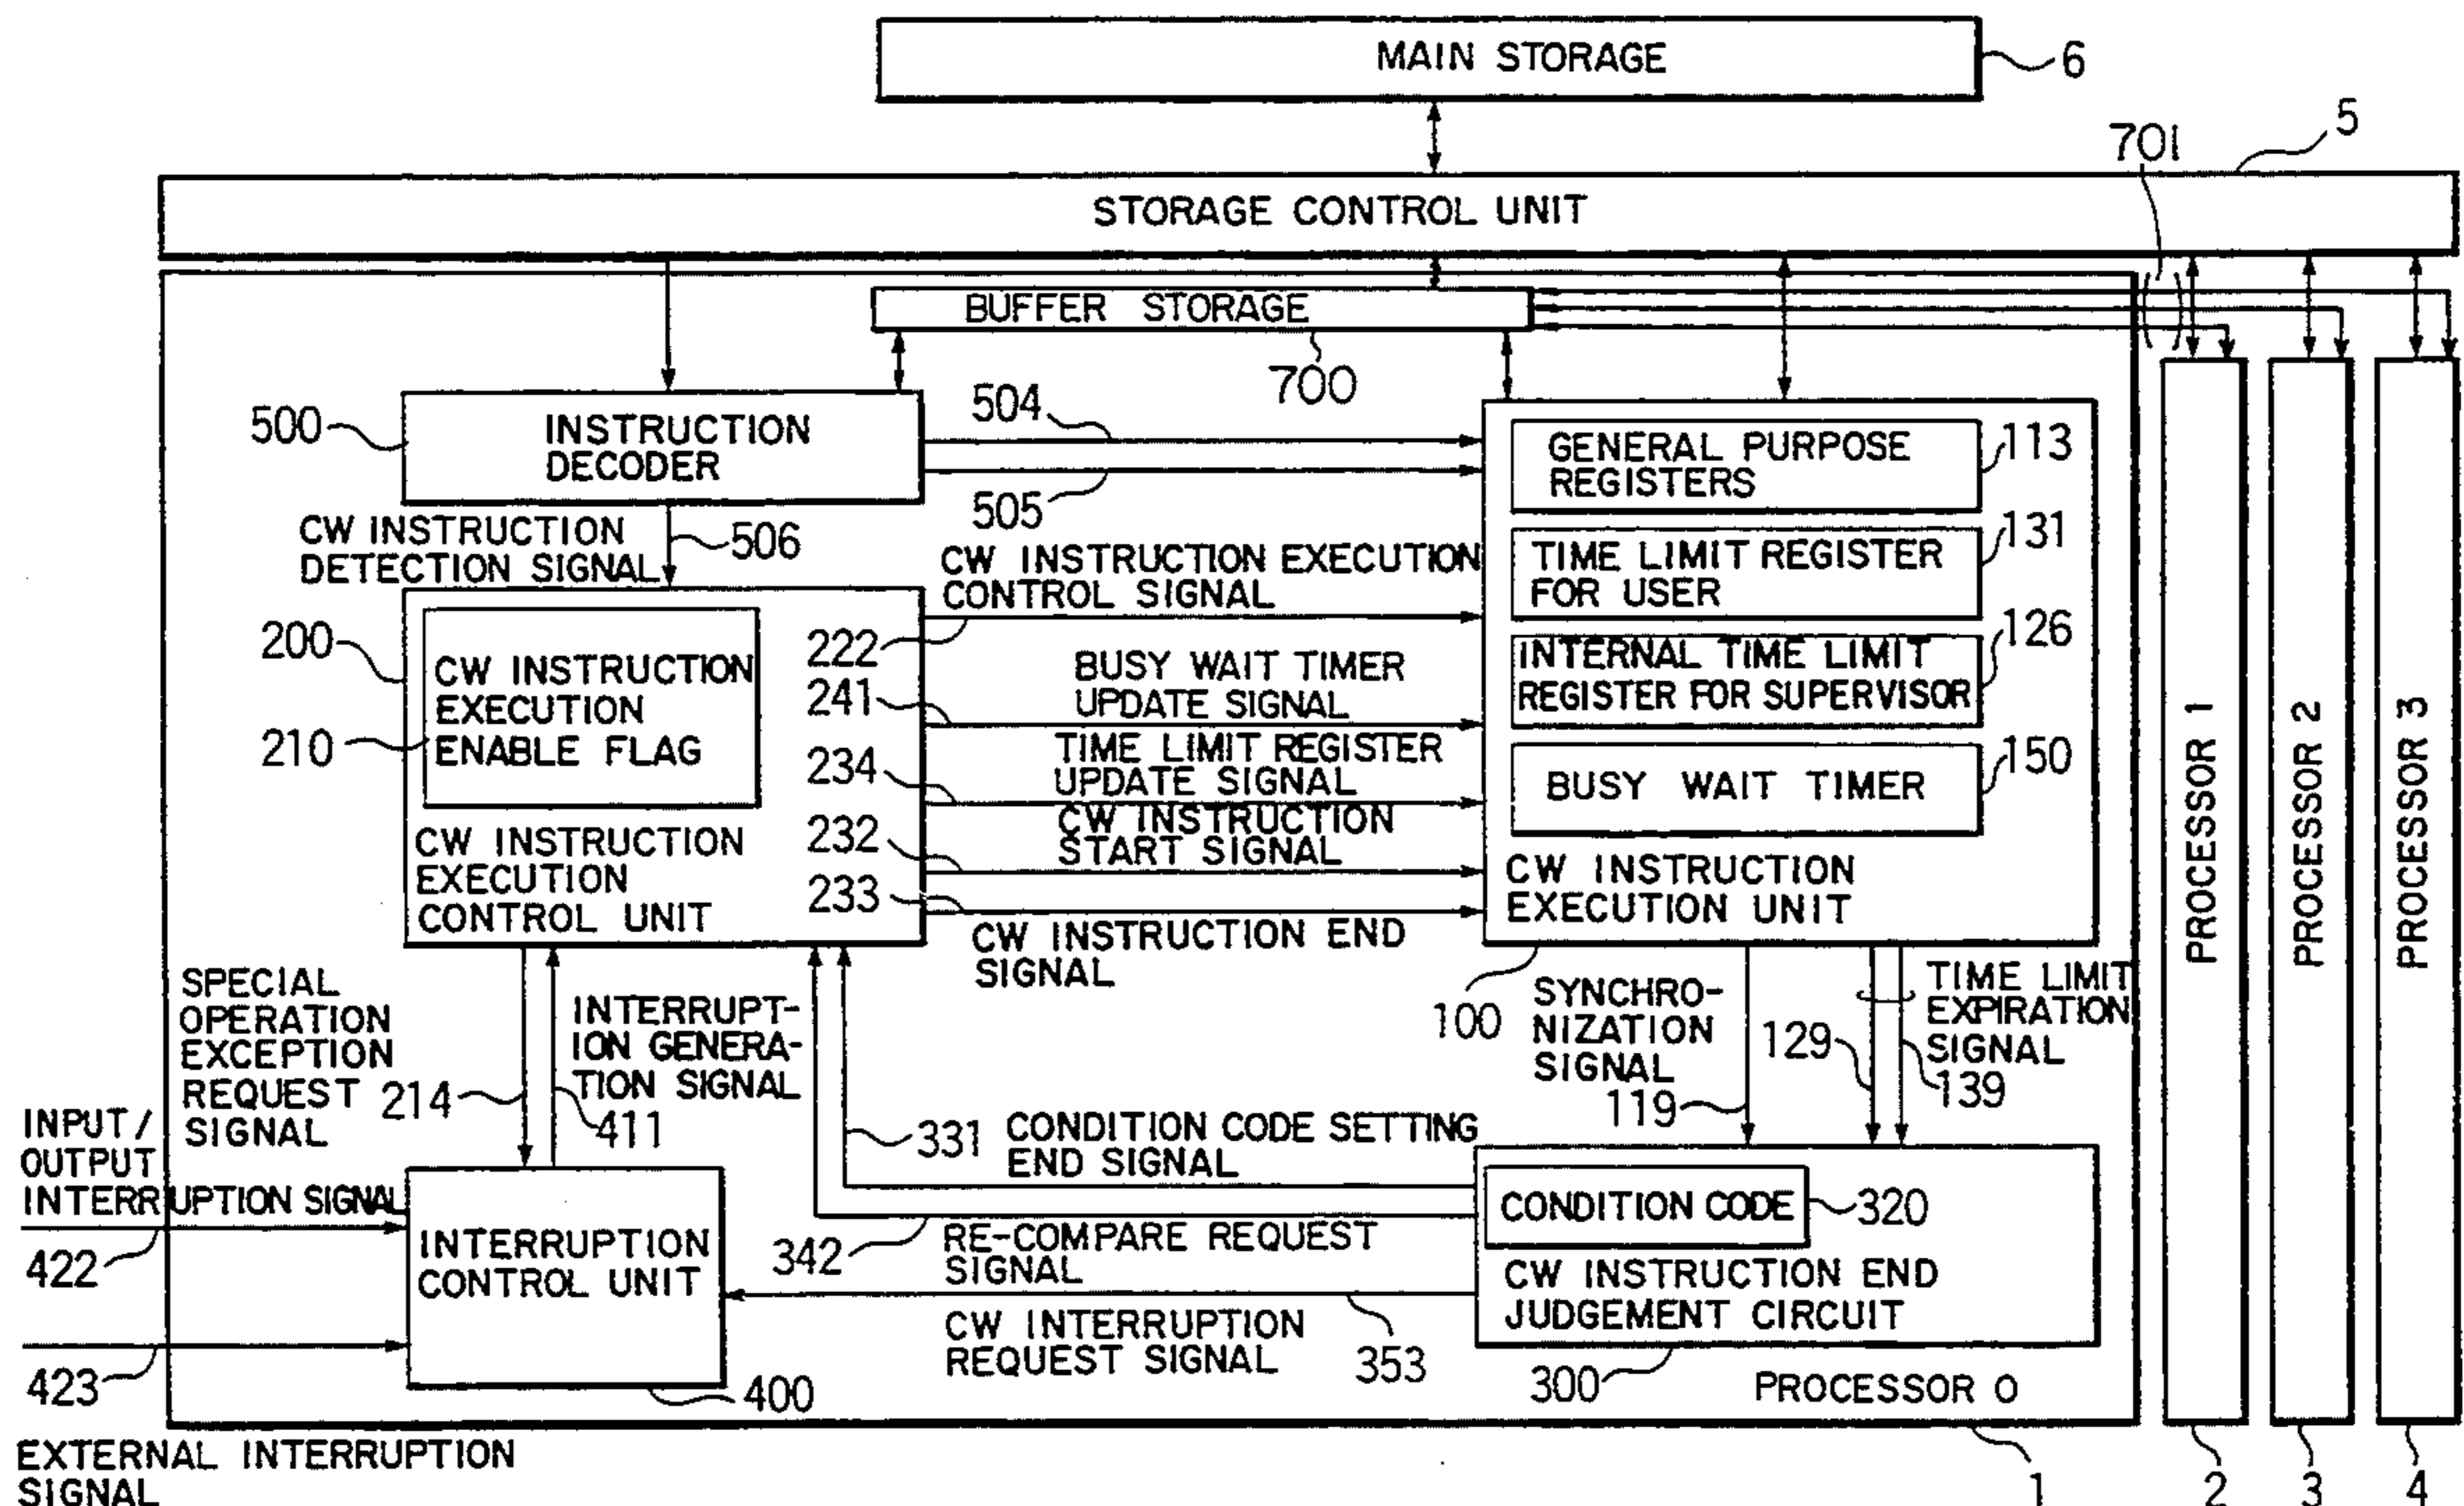 MAIN STORAGE
6
5
701
STORAGE CONTROL UNIT
BUFFER STORAGE
700
500
INSTRUCTION
DECODER
504
505
GENERAL PURPOSE
REGISTERS
113
CW INSTRUCTION
DETECTION SIGNAL
506
CW INSTRUCTION EXECUTION
CONTROL SIGNAL
222
TIME LIMIT REGISTER
FOR USER
131
200
CW INSTRUCTION
EXECUTION
ENABLE FLAG
210
BUSY WAIT TIMER
UPDATE SIGNAL
241
INTERNAL TIME LIMIT
REGISTER FOR SUPERVISOR
126
TIME LIMIT REGISTER
UPDATE SIGNAL
234
BUSY WAIT TIMER
150
CW INSTRUCTION
START SIGNAL
232
CW INSTRUCTION
EXECUTION
CONTROL UNIT
233
CW INSTRUCTION END
SIGNAL
CW INSTRUCTION
EXECUTION UNIT
100
PROCESSOR 1
PROCESSOR 2
PROCESSOR 3
SPECIAL
OPERATION
EXCEPTION
REQUEST
SIGNAL
214
INTERRUPT-
ION GENERA-
TION SIGNAL
411
SYNCHRO-
NIZATION
SIGNAL
119
129
TIME LIMIT
EXPIRATION
SIGNAL
139
INPUT/
OUTPUT
INTERRUPTION SIGNAL
422
423
EXTERNAL INTERRUPTION
SIGNAL
INTERRUPTION
CONTROL UNIT
400
331
CONDITION CODE SETTING
END SIGNAL
342
RE-COMPARE REQUEST
SIGNAL
CW INTERRUPTION
REQUEST SIGNAL
353
CONDITION CODE
320
CW INSTRUCTION END
JUDGEMENT CIRCUIT
300
PROCESSOR 0
1
2
3
4